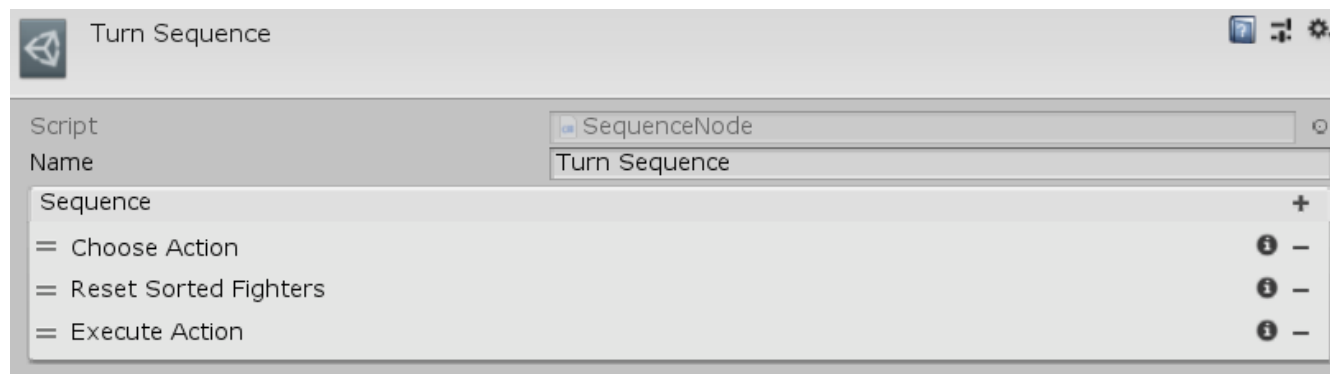 Turn Sequence
Script SequenceNode
Name Turn Sequence
Sequence
Choose Action
Reset Sorted Fighters
Execute Action